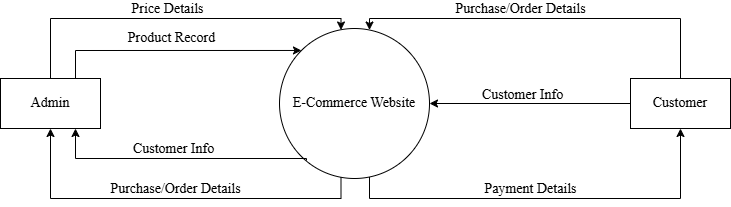 Price Details
Purchase/Order Details
Product Record
Admin
E-Commerce Website
Customer Info
Customer
Customer Info
Purchase/Order Details
Payment Details